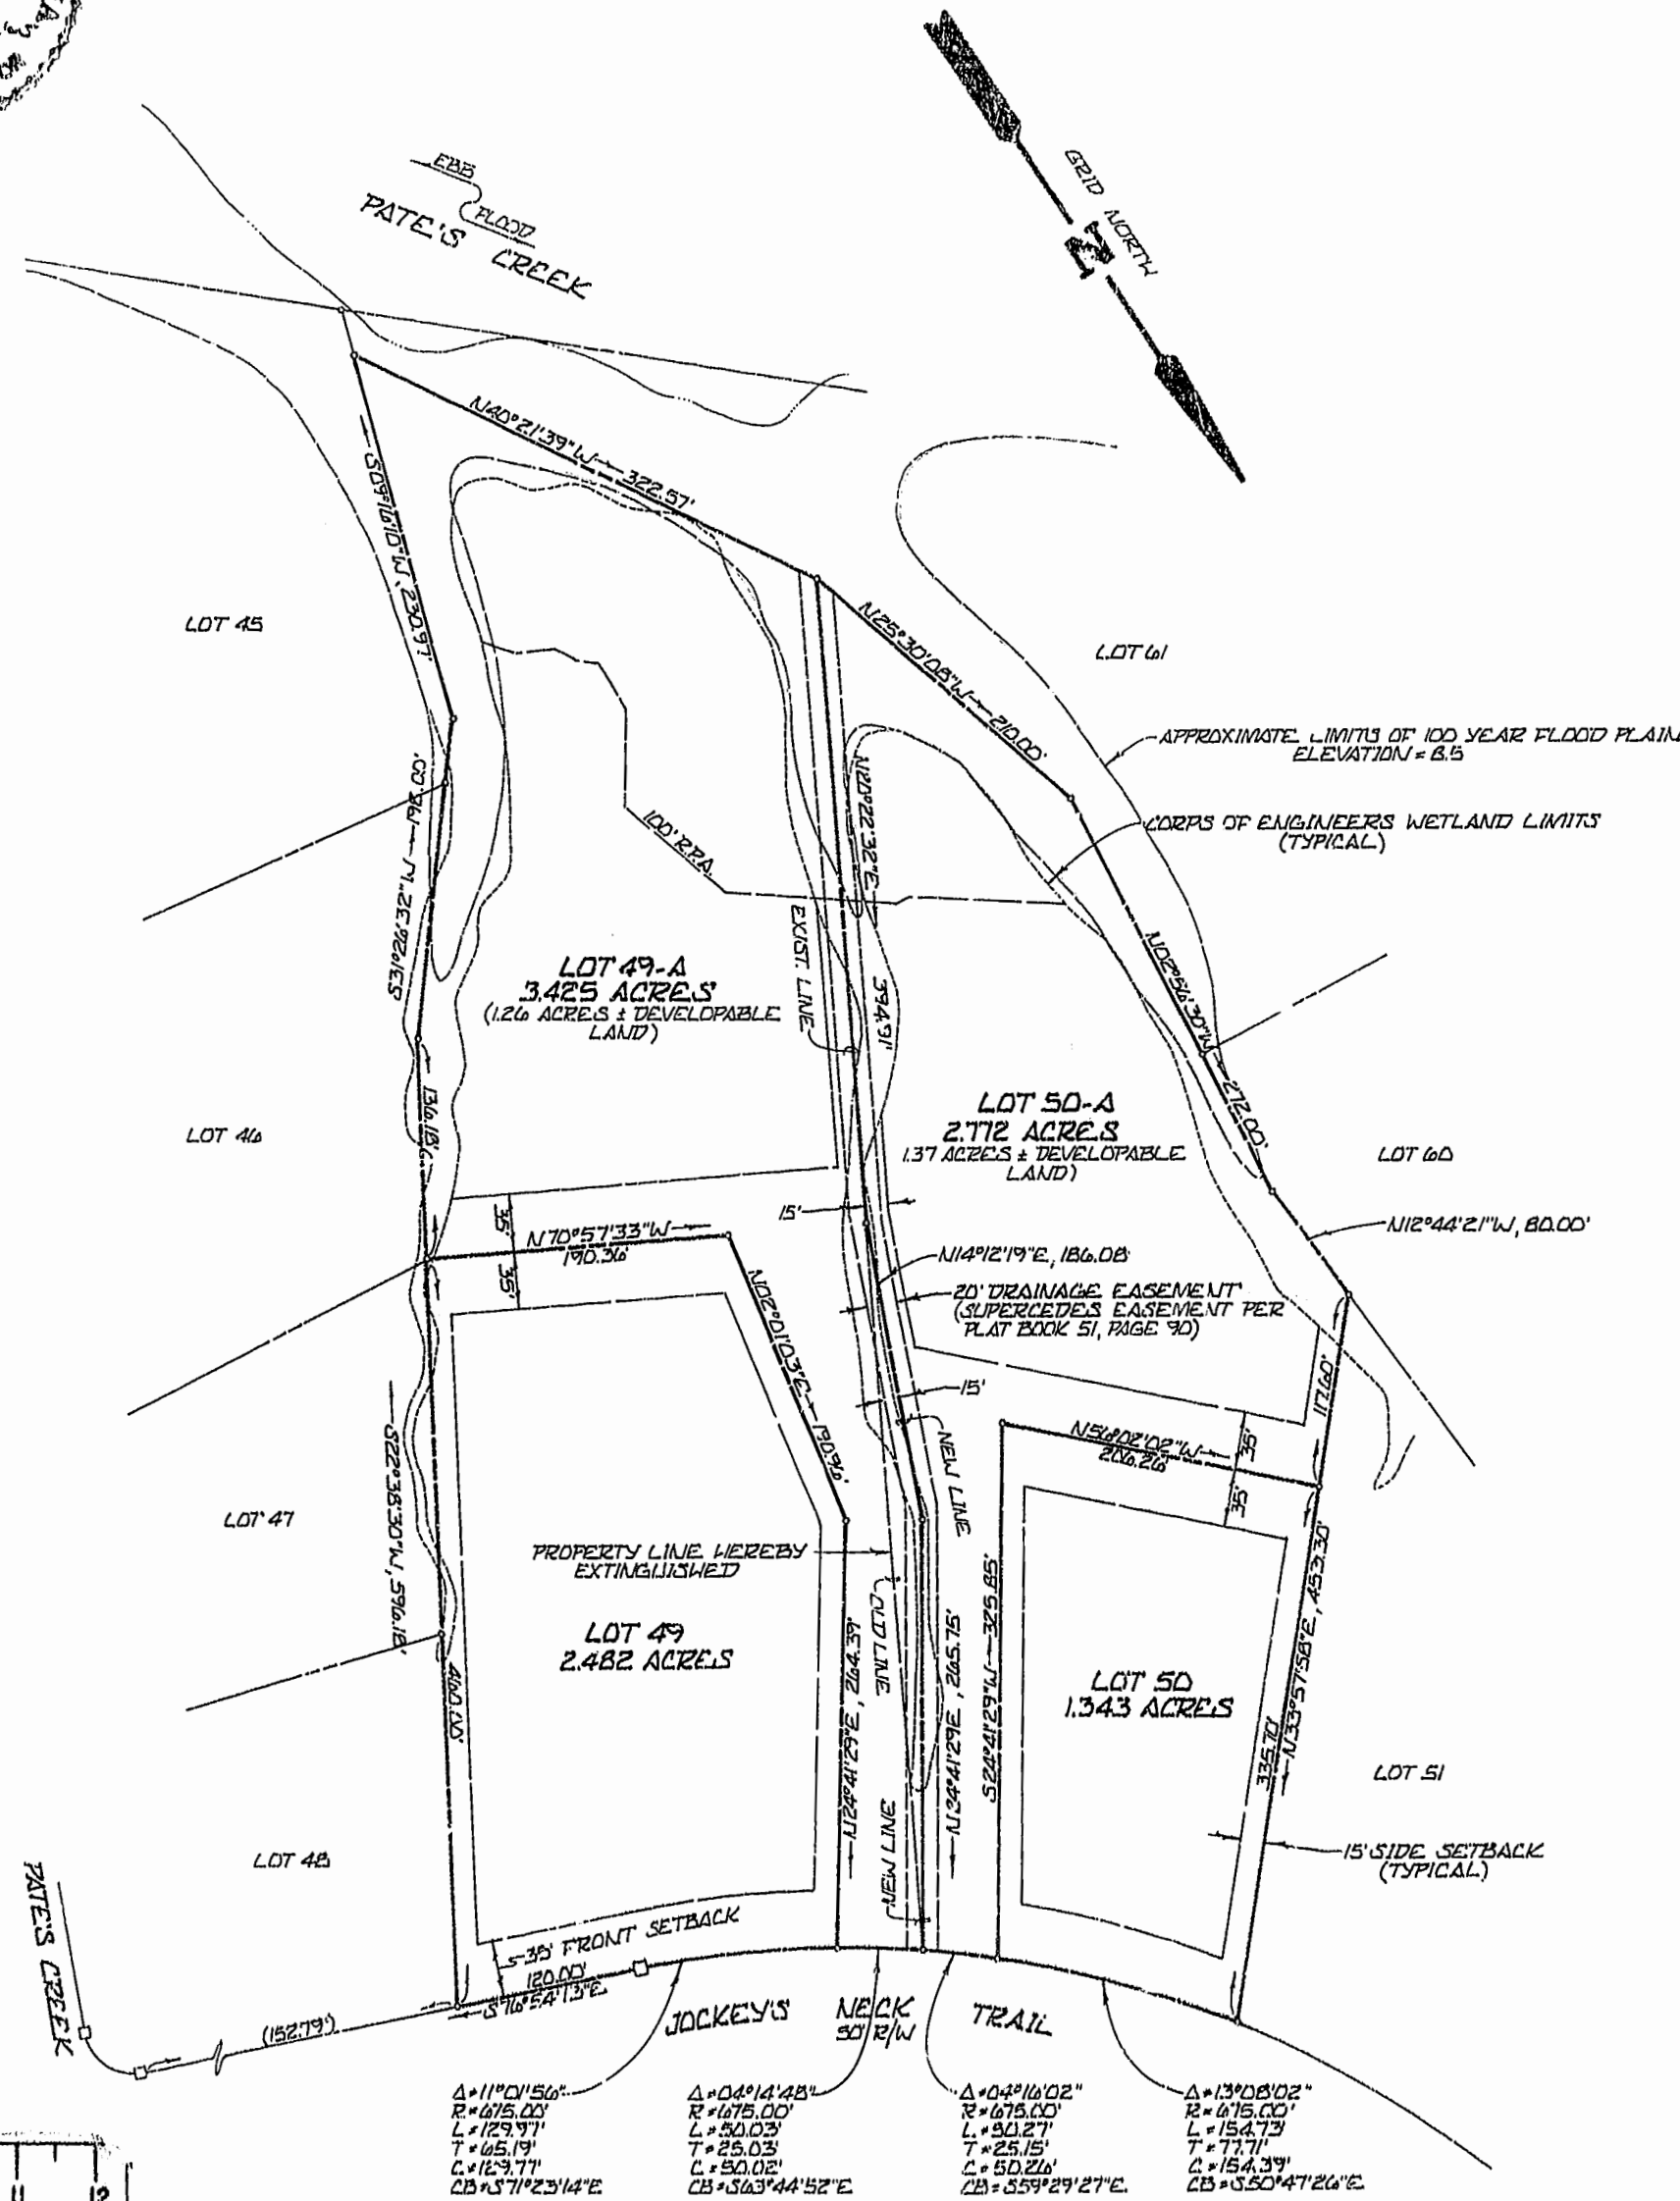 EBB
FLOOD
PATE'S CREEK
GRID NORTH
N
N40°21'39"W 322.57'
S09°16'10"W, 230.97'
LOT 45
N25°30'08"W 210.00'
LOT 61
APPROXIMATE LIMITS OF 100 YEAR FLOOD PLAIN
ELEVATION = 8.5
CORPS OF ENGINEERS WETLAND LIMITS
(TYPICAL)
100' R.P.A.
N20°22'32"E
394.91'
EXIST. LINE
S31°26'32"W 198.03'
N02°56'30"W 272.00'
LOT 49-A
3.425 ACRES
(1.26 ACRES ± DEVELOPABLE
LAND)
LOT 50-A
2.772 ACRES
1.37 ACRES ± DEVELOPABLE
LAND)
LOT 46
136.18'
LOT 60
N12°44'21"W, 80.00'
15'
35'
35'
N70°57'33"W
190.36'
N14°12'19"E, 186.08'
20' DRAINAGE EASEMENT
(SUPERCEDES EASEMENT PER
PLAT BOOK 51, PAGE 90)
N02°01'03"E 190.96'
15'
NEW LINE
117.60'
N56°02'02"W
206.26'
35'
35'
S22°38'30"W, 596.18'
LOT 47
PROPERTY LINE HEREBY
EXTINGUISHED
OLD LINE
LOT 49
2.482 ACRES
460.00'
N24°41'29"E, 264.39'
N24°41'29E, 265.75'
S24°41'29"W 325.85'
LOT 50
1.343 ACRES
N33°57'58"E, 453.30'
335.70'
LOT 51
15' SIDE SETBACK
(TYPICAL)
LOT 48
NEW LINE
35' FRONT SETBACK
120.00'
S76°54'13"E
PATE'S CREEK
(152.79')
JOCKEY'S NECK TRAIL
50' R/W
Δ=11°01'56"
R=675.00'
L=129.97'
T=65.19'
C=129.77'
CB=S71°23'14"E
Δ=04°14'48"
R=675.00'
L=50.03'
T=25.03'
C=50.02'
CB=S63°44'52"E
Δ=04°16'02"
R=675.00'
L=50.27'
T=25.15'
C=50.26'
CB=S59°29'27"E
Δ=13°08'02"
R=675.00'
L=154.73'
T=77.71'
C=154.39'
CB=S50°47'26"E
11 12